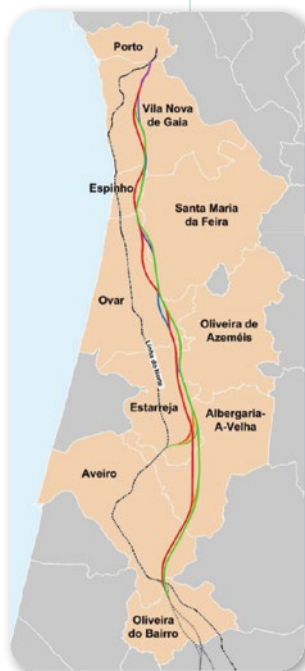 Porto
Vila Nova
de Gaia
Espinho
Santa Maria
da Feira
Ovar
Oliveira de
Azeméis
Linha do Norte
Estarreja
Albergaria-
A-Velha
Aveiro
Oliveira
do Bairro